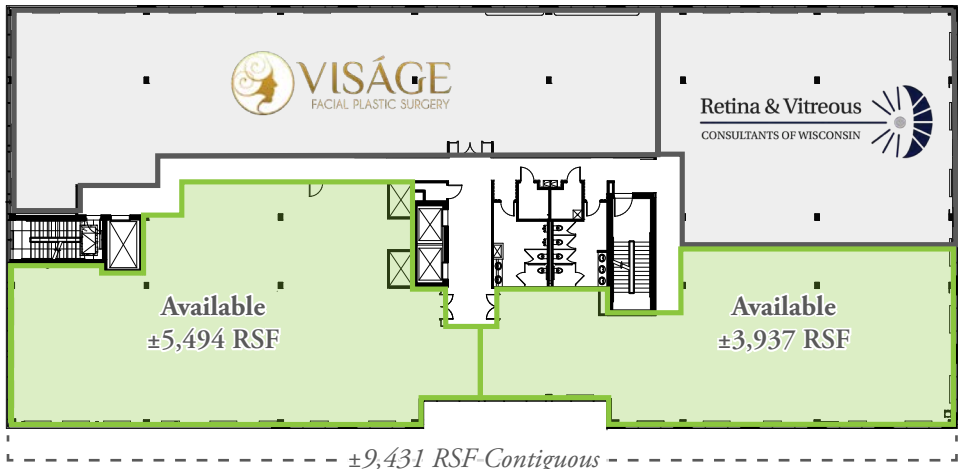 VISÁGE
FACIAL PLASTIC SURGERY
Retina & Vitreous
CONSULTANTS OF WISCONSIN
Available
±5,494 RSF
Available
±3,937 RSF
±9,431 RSF Contiguous